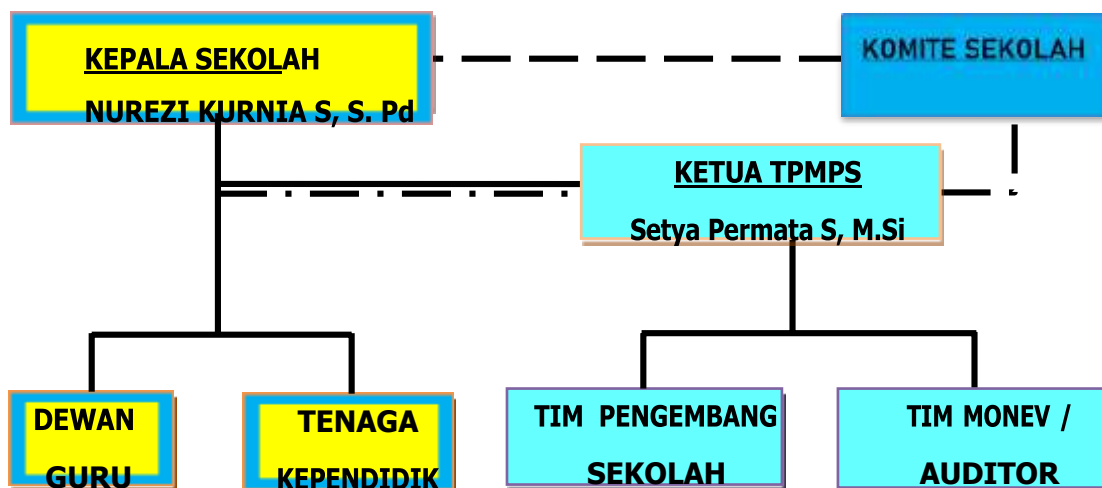 KEPALA SEKOLAH
NUREZI KURNIA S, S. Pd
KOMITE SEKOLAH
KETUA TPMPS
Setya Permata S, M.Si
DEWAN
GURU
TENAGA
KEPENDIDIK
TIM PENGEMBANG
SEKOLAH
TIM MONEV /
AUDITOR